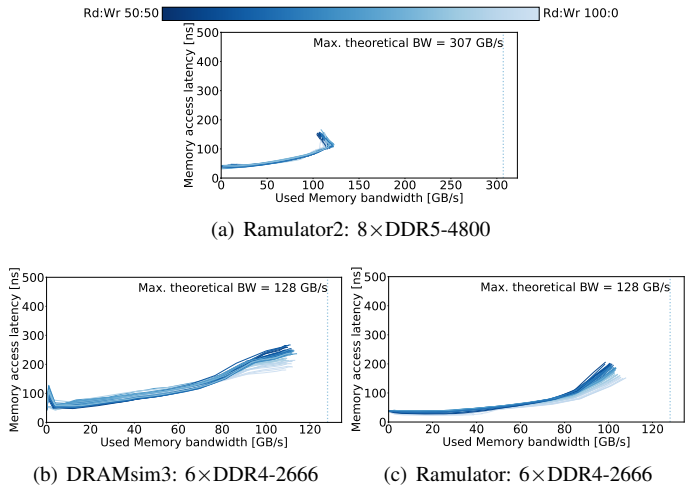 Rd:Wr 50:50 Rd:Wr 100:0
Max. theoretical BW = 307 GB/s
Memory access latency [ns]
500
400
300
200
100
0
0 50 100 150 200 250 300
Used Memory bandwidth [GB/s]
(a) Ramulator2: 8×DDR5-4800
Max. theoretical BW = 128 GB/s
Memory access latency [ns]
500
400
300
200
100
0
0 20 40 60 80 100 120
Used Memory bandwidth [GB/s]
(b) DRAMsim3: 6×DDR4-2666
Max. theoretical BW = 128 GB/s
Memory access latency [ns]
500
400
300
200
100
0
0 20 40 60 80 100 120
Used Memory bandwidth [GB/s]
(c) Ramulator: 6×DDR4-2666